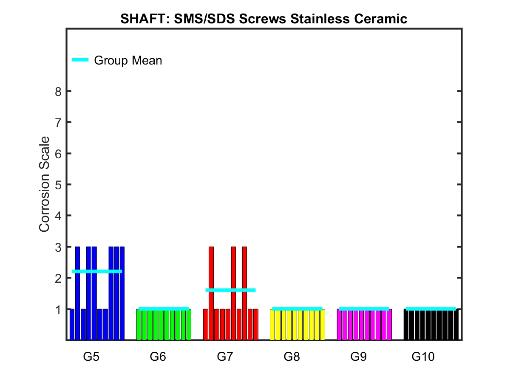 SHAFT: SMS/SDS Screws Stainless Ceramic
Group Mean
Corrosion Scale
8
7
6
5
4
3
2
1
G5 G6 G7 G8 G9 G10